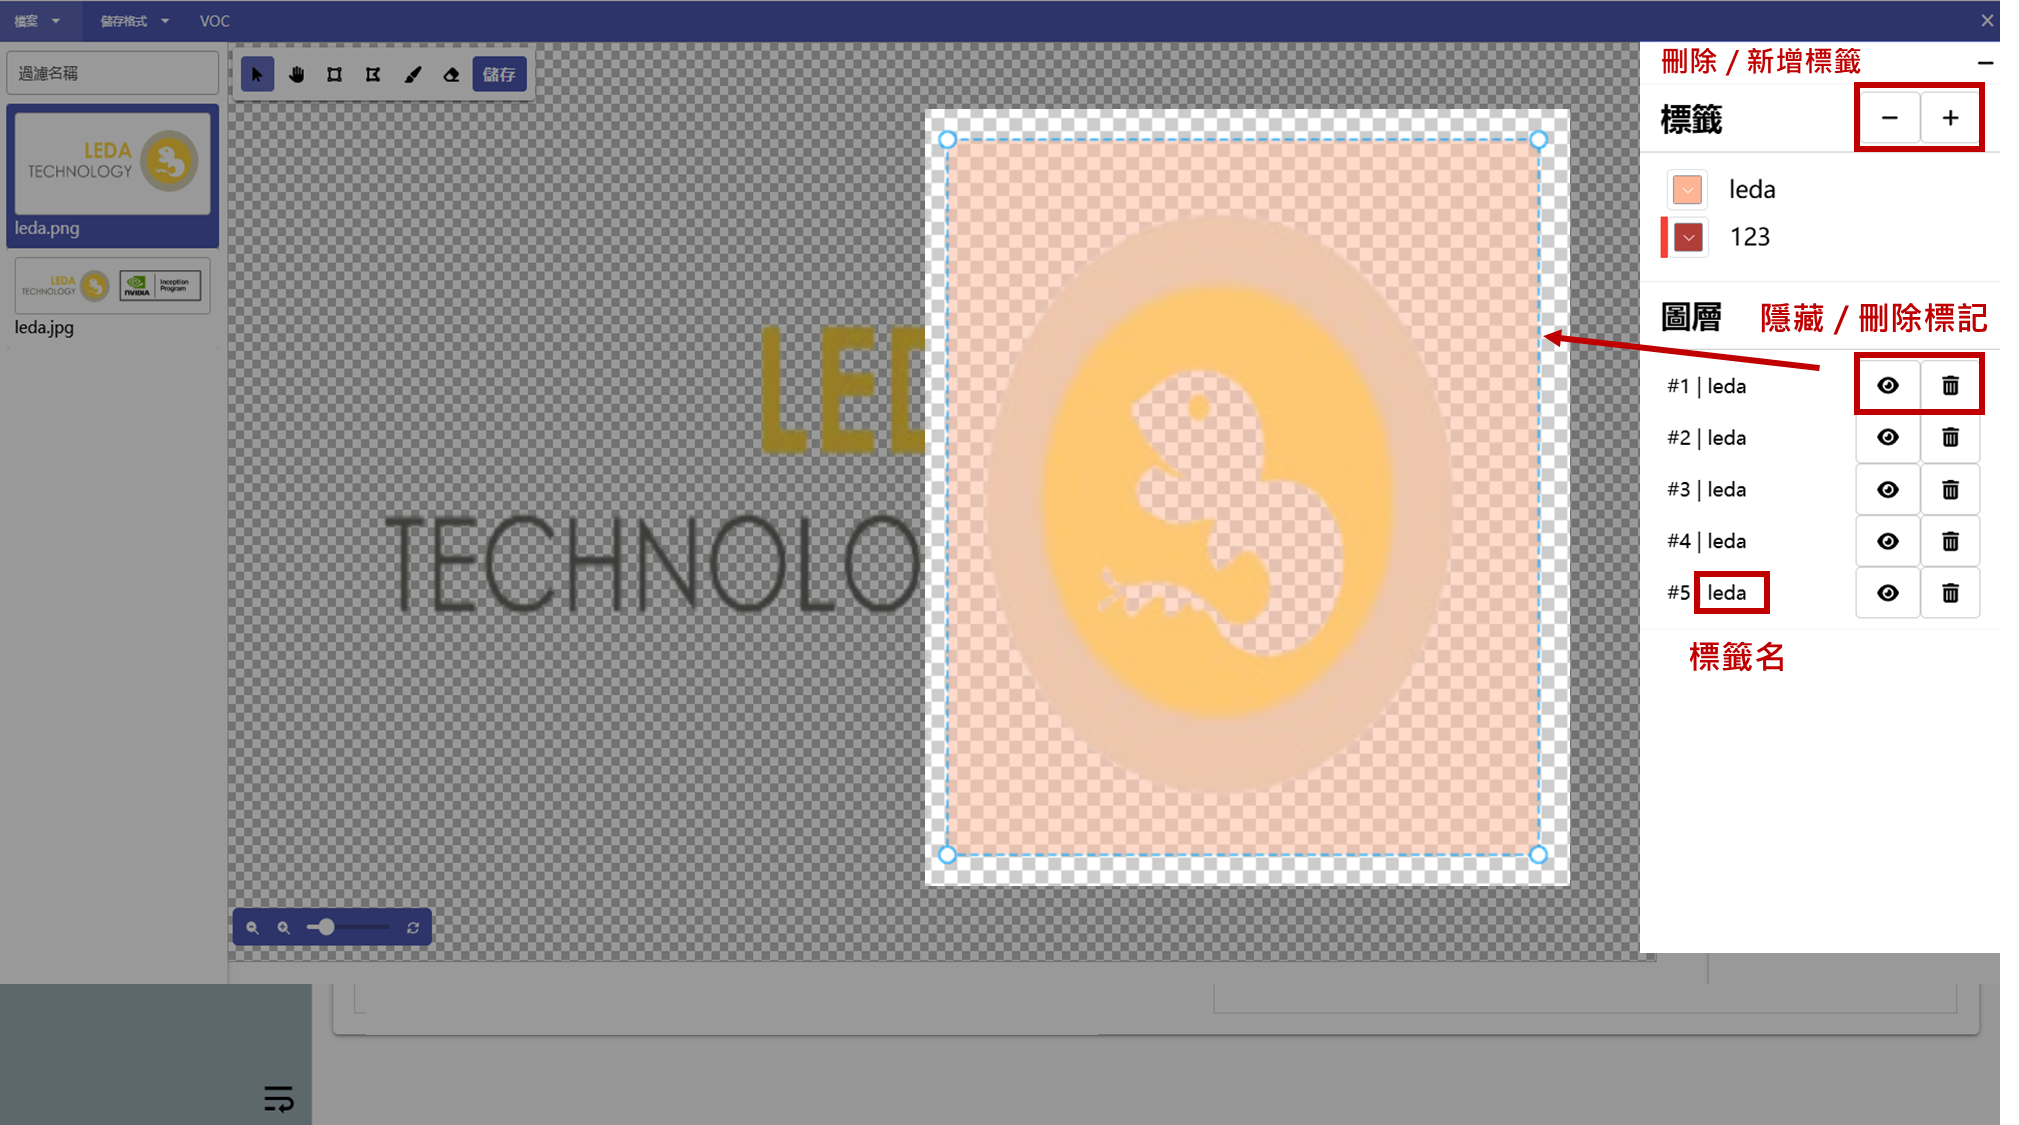 檔案
儲存格式
VOC
過濾名稱
LEDA
TECHNOLOGY
leda.png
LEDA
TECHNOLOGY
NVIDIA
Inception
Program
leda.jpg
儲存
LED
TECHNOLO
刪除 / 新增標籤
標籤
leda
123
圖層
隱藏 / 刪除標記
#1 | leda
#2 | leda
#3 | leda
#4 | leda
#5 leda
標籤名